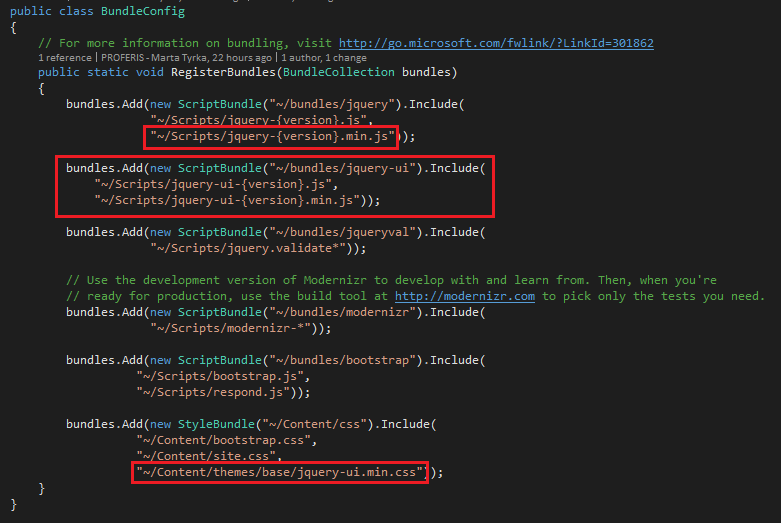 public class BundleConfig
{
// For more information on bundling, visit http://go.microsoft.com/fwlink/?LinkId=301862
1 reference | PROFERIS - Marta Tyrka, 22 hours ago | 1 author, 1 change
public static void RegisterBundles(BundleCollection bundles)
{
bundles.Add(new ScriptBundle("~/bundles/jquery").Include(
"~/Scripts/jquery-{version}.js",
"~/Scripts/jquery-{version}.min.js"));
bundles.Add(new ScriptBundle("~/bundles/jquery-ui").Include(
"~/Scripts/jquery-ui-{version}.js",
"~/Scripts/jquery-ui-{version}.min.js"));
bundles.Add(new ScriptBundle("~/bundles/jqueryval").Include(
"~/Scripts/jquery.validate*"));
// Use the development version of Modernizr to develop with and learn from. Then, when you're
// ready for production, use the build tool at http://modernizr.com to pick only the tests you need.
bundles.Add(new ScriptBundle("~/bundles/modernizr").Include(
"~/Scripts/modernizr-*"));
bundles.Add(new ScriptBundle("~/bundles/bootstrap").Include(
"~/Scripts/bootstrap.js",
"~/Scripts/respond.js"));
bundles.Add(new StyleBundle("~/Content/css").Include(
"~/Content/bootstrap.css",
"~/Content/site.css",
"~/Content/themes/base/jquery-ui.min.css"));
}
}